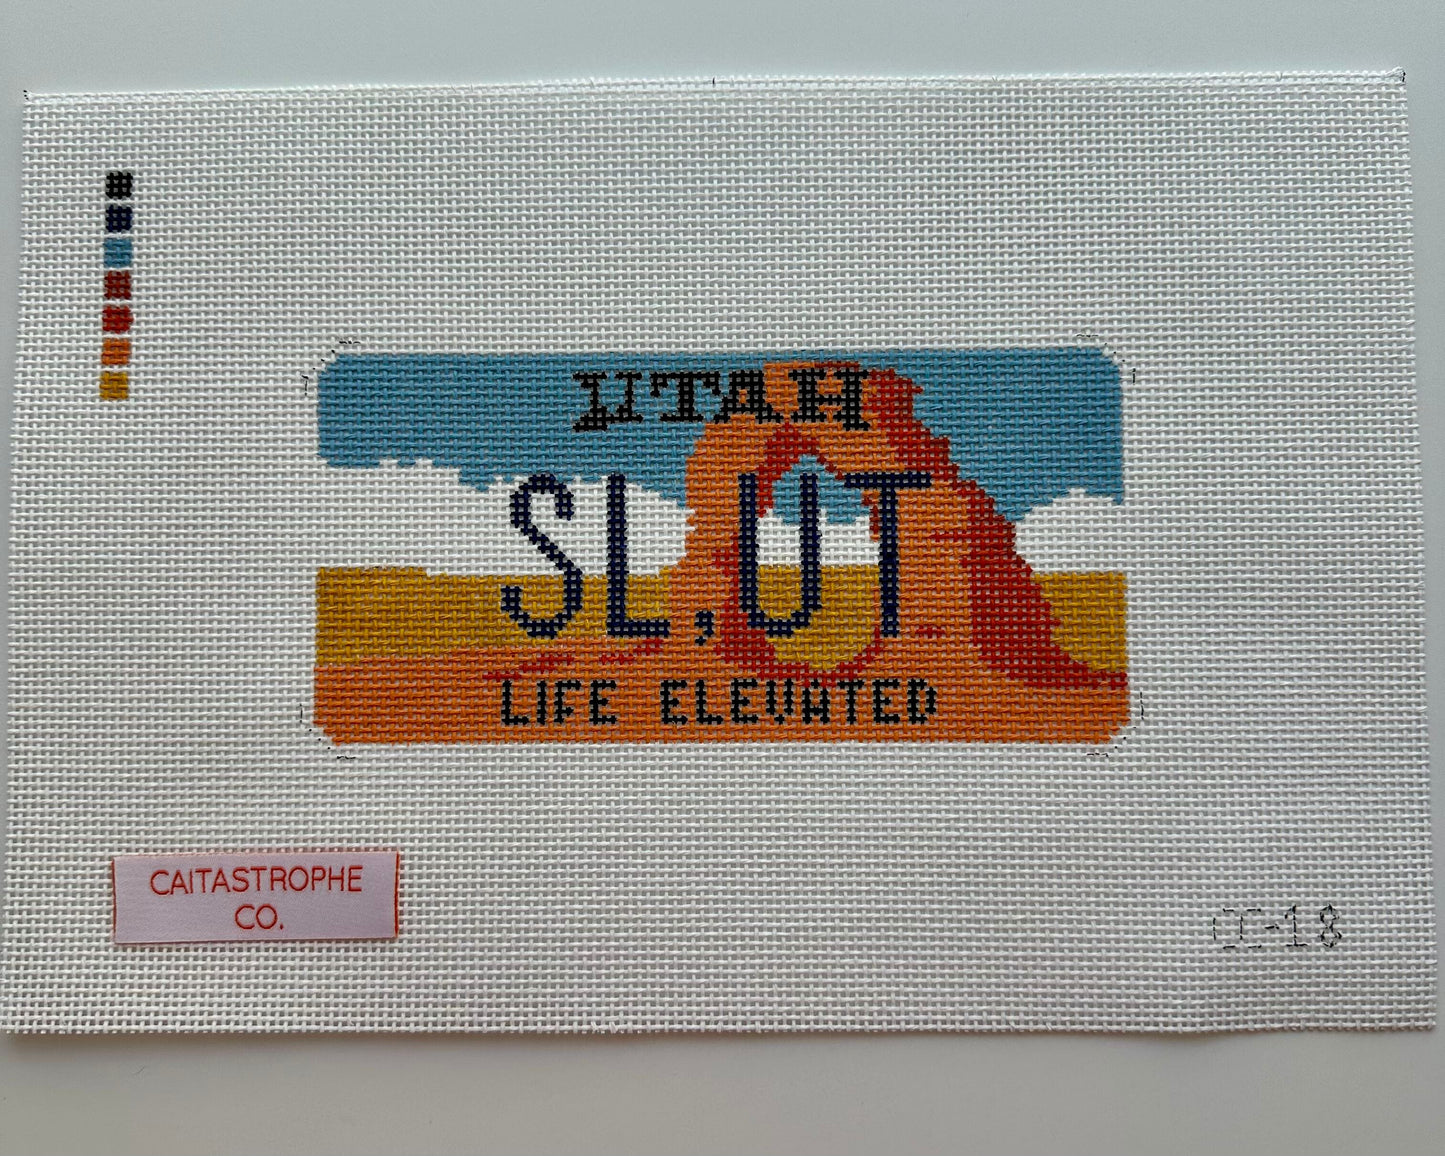 UTAH
SL,UT
LIFE ELEVATED
CAITASTROPHE
CO.
CC-18